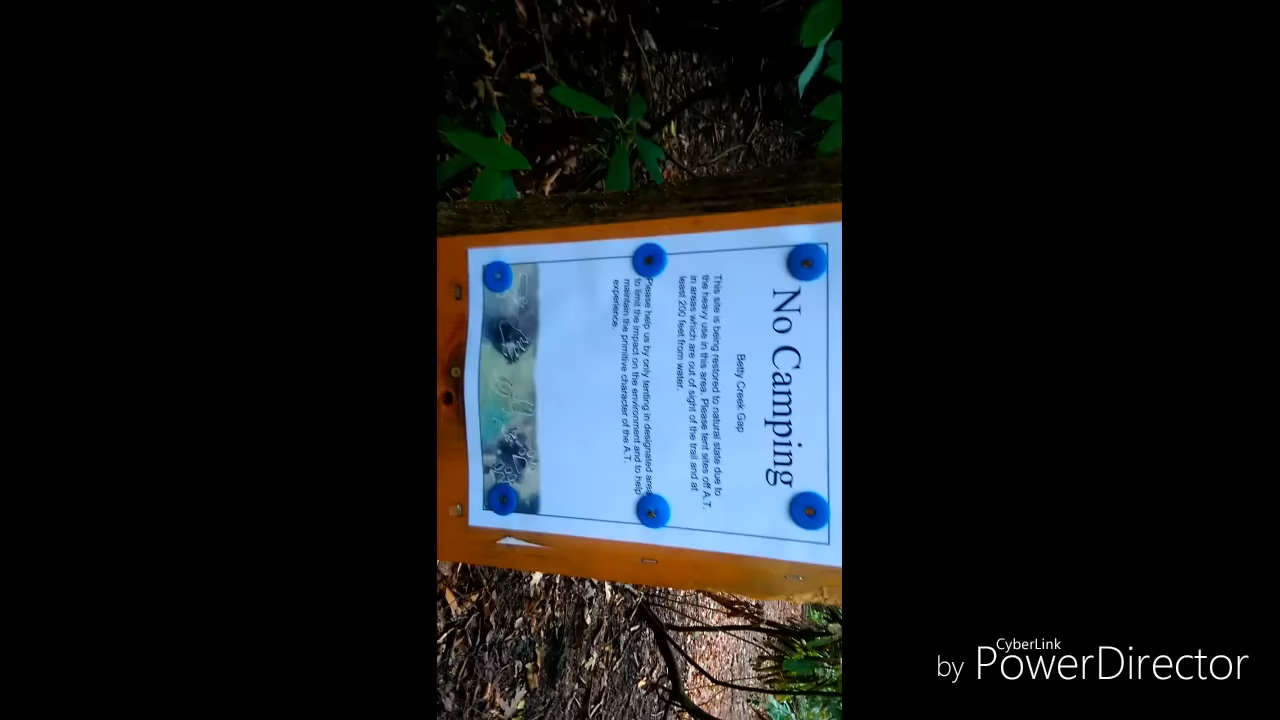 No Camping
Betty Creek Gap
This site is being restored to natural state due to
the heavy use in this area. Please tent sites off A.T.
in areas which are out of sight of the trail and at
least 200 feet from water.
Please help us by only tenting in designated area
to limit the impact on the environment and to help
maintain the primitive character of the A.T.
experience.
CyberLink
by PowerDirector